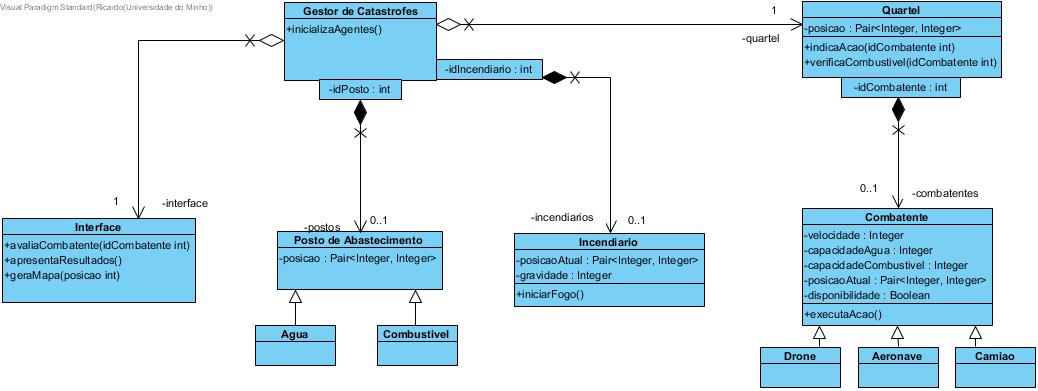 Visual Paradigm Standard(Ricardo(Universidade do Minho))
Gestor de Catastrofes
+inicializaAgentes()
-idIncendiario : int
-idPosto : int
1
-quartel
Quartel
-posicao : Pair<Integer, Integer>
+indicaAcao(idCombatente int)
+verificaCombustivel(idCombatente int)
-idCombatente : int
1
-interface
Interface
+avaliaCombatente(idCombatente int)
+apresentaResultados()
+geraMapa(posicao int)
-postos
0..1
Posto de Abastecimento
-posicao : Pair<Integer, Integer>
Agua
Combustivel
-incendiarios
0..1
Incendiario
-posicaoAtual : Pair<Integer, Integer>
-gravidade : Integer
+iniciarFogo()
0..1
-combatentes
Combatente
-velocidade : Integer
-capacidadeAgua : Integer
-capacidadeCombustivel : Integer
-posicaoAtual : Pair<Integer, Integer>
-disponibilidade : Boolean
+executaAcao()
Drone
Aeronave
Camiao